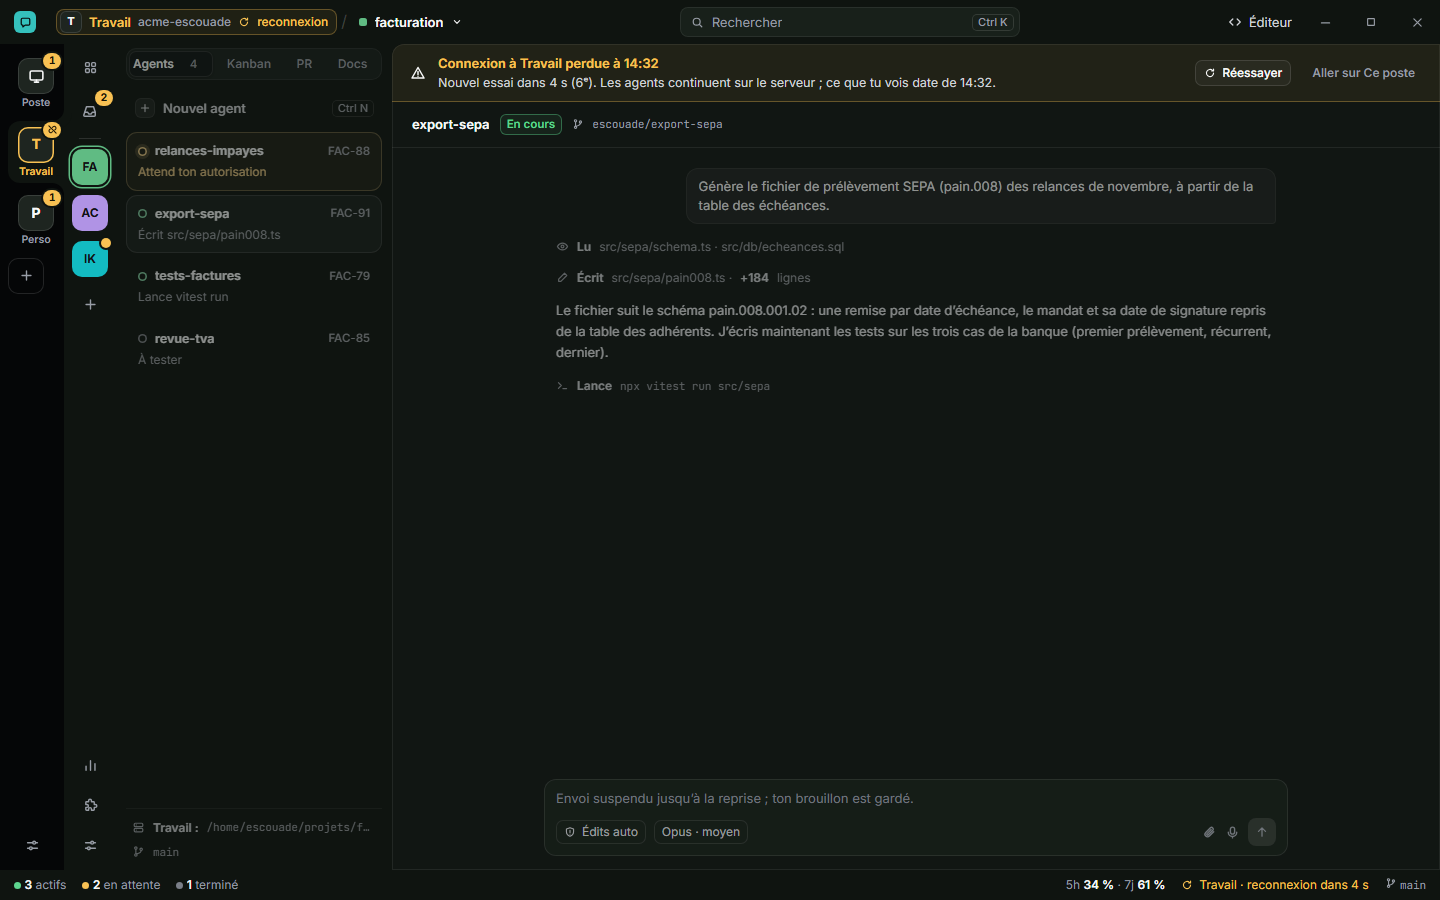 T Travail acme-escouade reconnexion / facturation
Rechercher Ctrl K
Éditeur
1
Poste
T
Travail
1
P
Perso
2
FA
AC
IK
Agents 4 Kanban PR Docs
Nouvel agent Ctrl N
relances-impayes FAC-88
Attend ton autorisation
export-sepa FAC-91
Écrit src/sepa/pain008.ts
tests-factures FAC-79
Lance vitest run
revue-tva FAC-85
À tester
Travail : /home/escouade/projets/f…
main
Connexion à Travail perdue à 14:32
Nouvel essai dans 4 s (6ᵉ). Les agents continuent sur le serveur ; ce que tu vois date de 14:32.
Réessayer Aller sur Ce poste
export-sepa En cours escouade/export-sepa
Génère le fichier de prélèvement SEPA (pain.008) des relances de novembre, à partir de la
table des échéances.
Lu src/sepa/schema.ts · src/db/echeances.sql
Écrit src/sepa/pain008.ts · +184 lignes
Le fichier suit le schéma pain.008.001.02 : une remise par date d’échéance, le mandat et sa date de signature repris
de la table des adhérents. J’écris maintenant les tests sur les trois cas de la banque (premier prélèvement, récurrent,
dernier).
Lance npx vitest run src/sepa
Envoi suspendu jusqu’à la reprise ; ton brouillon est gardé.
Édits auto Opus · moyen
3 actifs 2 en attente 1 terminé
5h 34 % · 7j 61 % Travail · reconnexion dans 4 s main